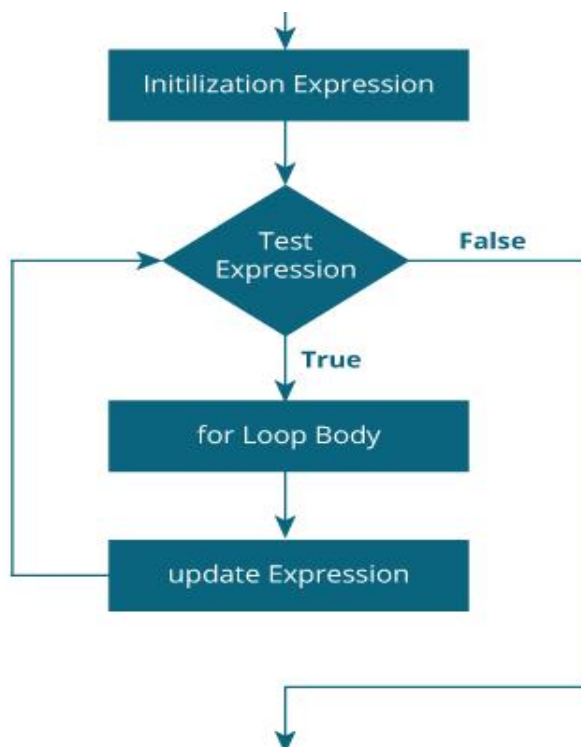 Initilization Expression
Test
Expression
False
True
for Loop Body
update Expression